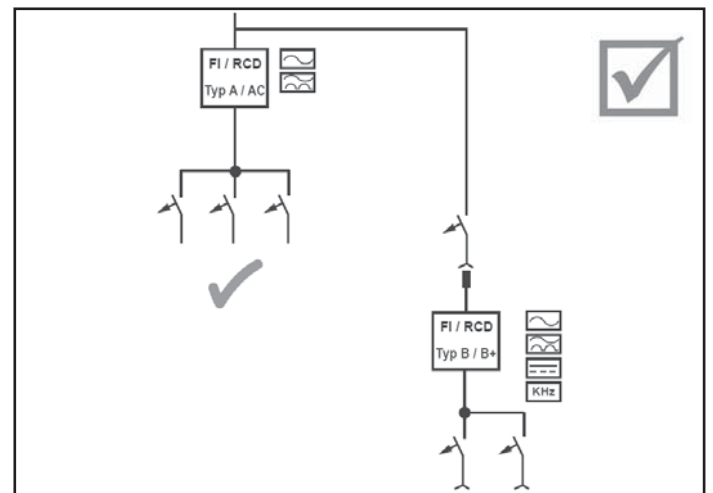 FI / RCD
Typ A / AC
FI / RCD
Typ B / B+
KHz